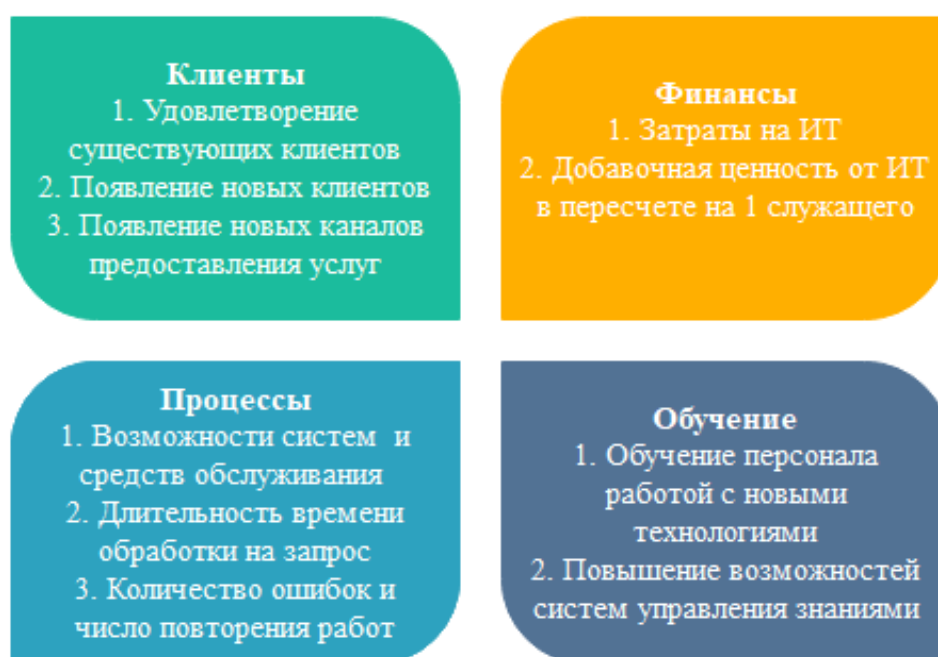 Клиенты
1. Удовлетворение
существующих клиентов
2. Появление новых клиентов
3. Появление новых каналов
предоставления услуг
Финансы
1. Затраты на ИТ
2. Добавочная ценность от ИТ
в пересчете на 1 служащего
Процессы
1. Возможности систем и
средств обслуживания
2. Длительность времени
обработки на запрос
3. Количество ошибок и
число повторения работ
Обучение
1. Обучение персонала
работой с новыми
технологиями
2. Повышение возможностей
систем управления знаниями